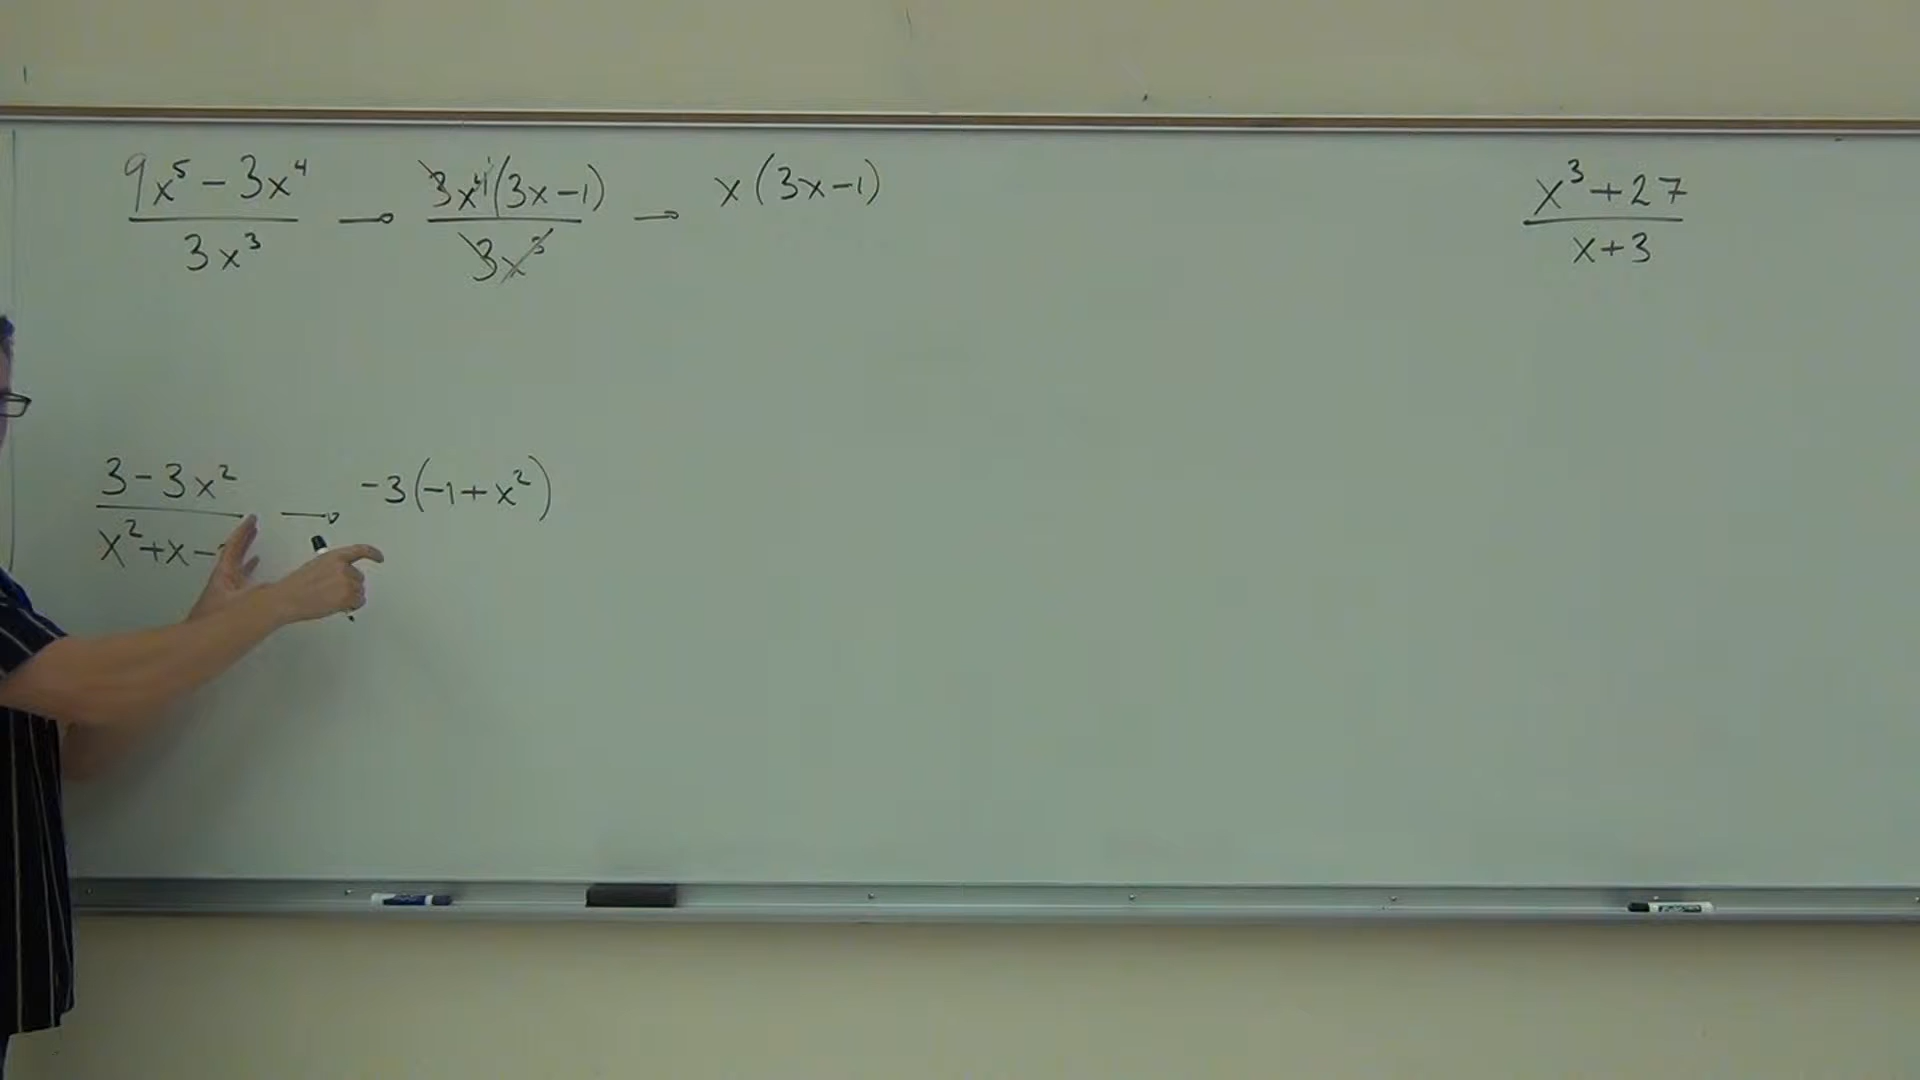 9x⁵ - 3x⁴ / 3x³ → 3x⁴(3x - 1) / 3x³ → x(3x - 1)
x³ + 27 / x + 3
3 - 3x² / x² + x - → -3(-1 + x²)